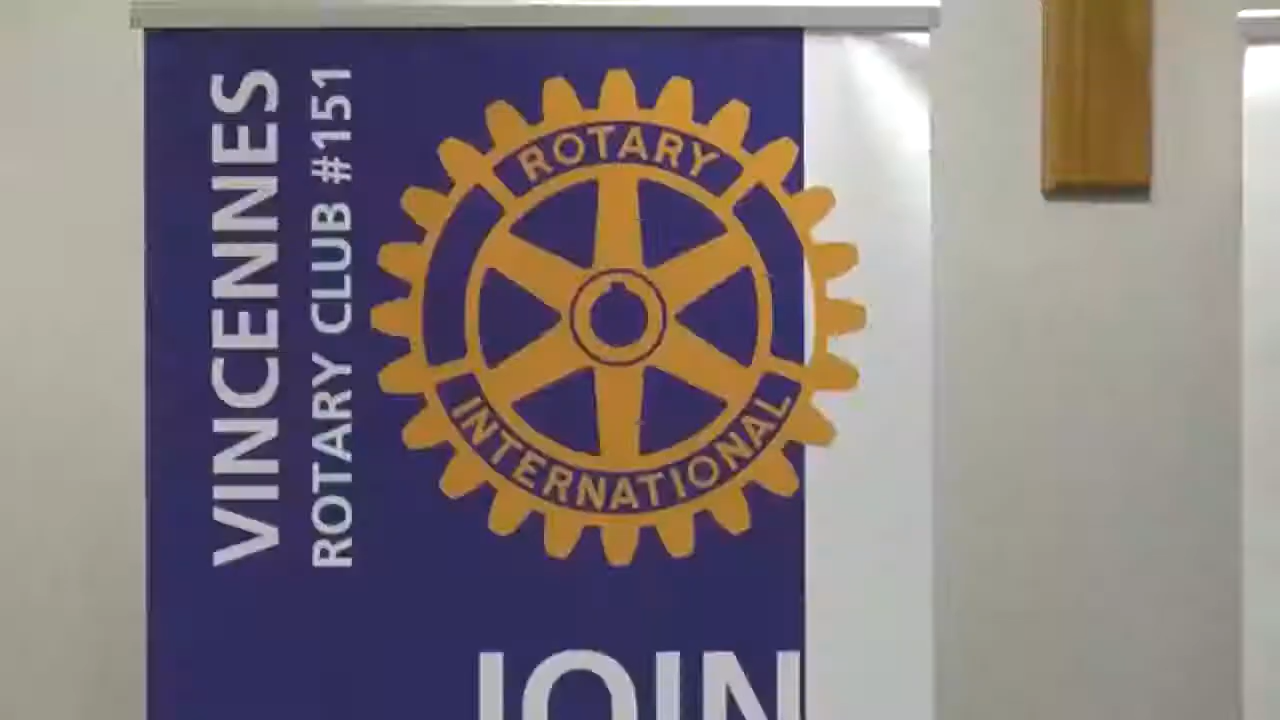 VINCENNES
ROTARY CLUB #151
ROTARY
INTERNATIONAL
JOIN